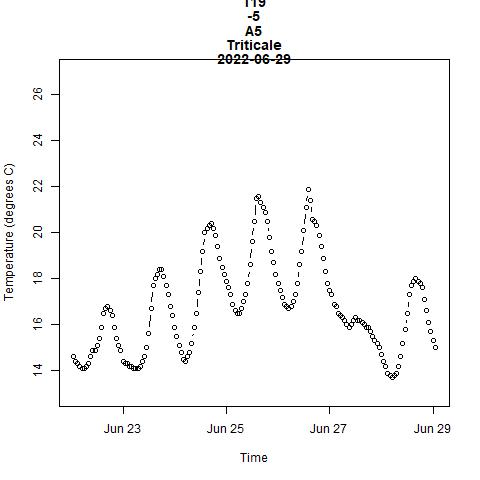 T19
-5
A5
Triticale
2022-06-29
26
24
22
20
18
16
14
Temperature (degrees C)
Jun 23
Jun 25
Jun 27
Jun 29
Time